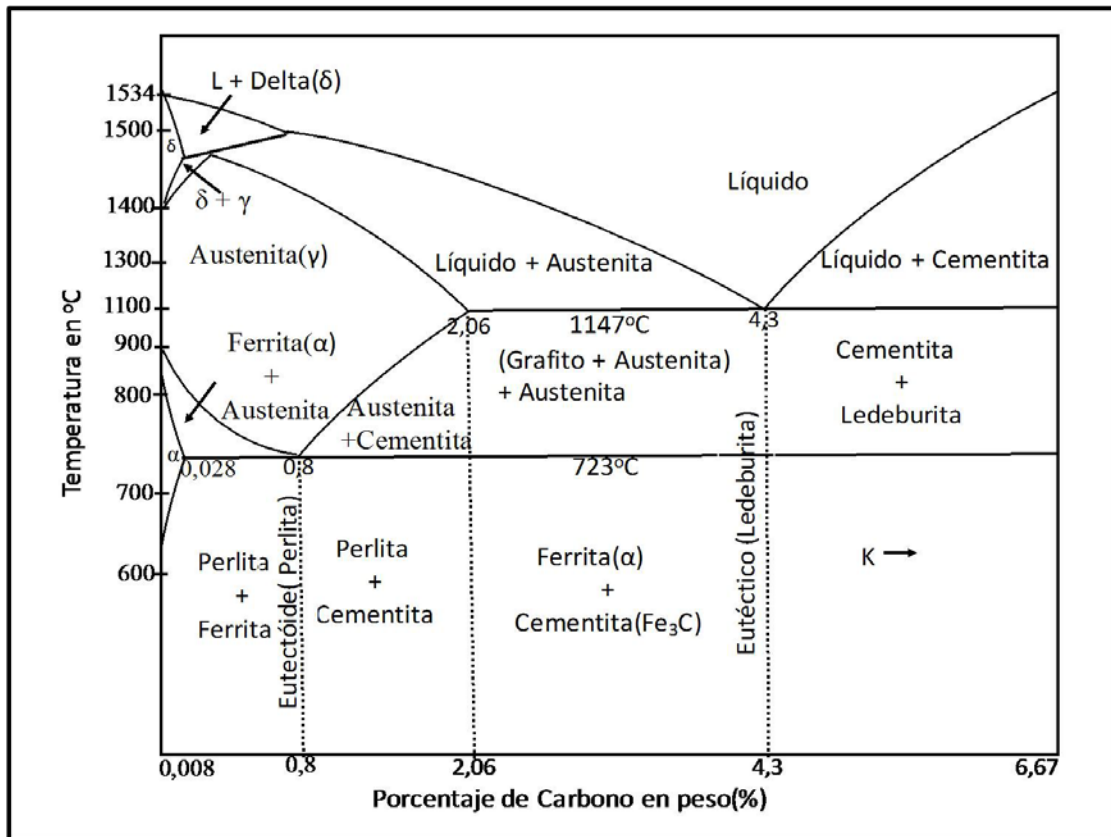 1534
1500
1400
1300
1100
900
800
700
600
Temperatura en ºC
L + Delta(δ)
δ
δ + γ
Líquido
Austenita(γ)
Líquido + Austenita
Líquido + Cementita
2,06
1147ºC
4,3
Ferrita(α)
+
Austenita
(Grafito + Austenita)
+ Austenita
Cementita
+
Ledeburita
Austenita
+Cementita
α
0,028
0,8
723ºC
Perlita
+
Ferrita
Eutectóide( Perlita)
Perlita
+
Cementita
Ferrita(α)
+
Cementita(Fe₃C)
Eutéctico (Ledeburita)
K
0,008
0,8
2,06
4,3
6,67
Porcentaje de Carbono en peso(%)